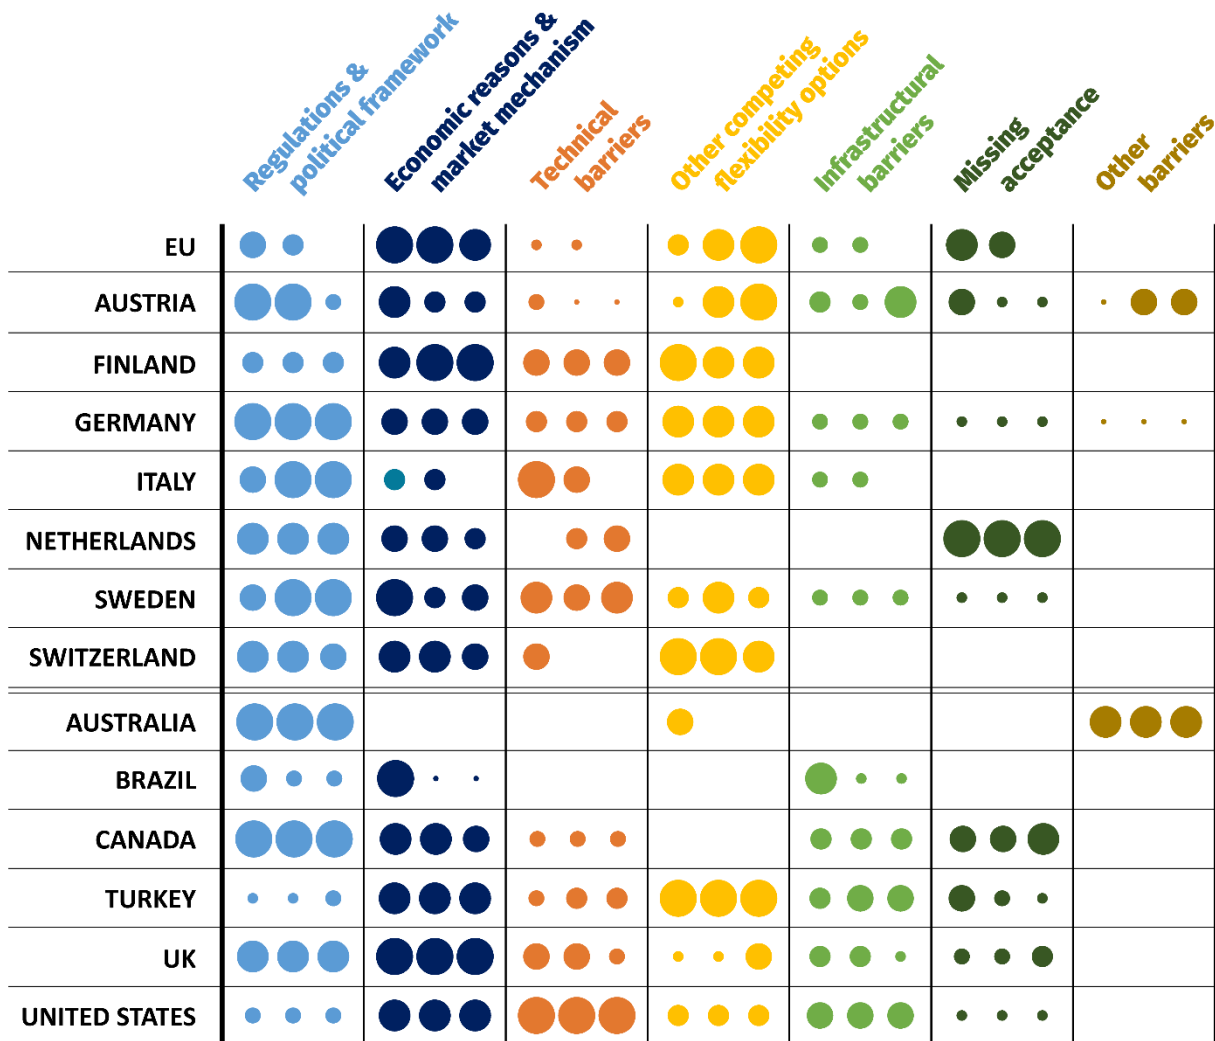 Regulations &
political framework
Economic reasons &
market mechanism
Technical
barriers
Other competing
flexibility options
Infrastructural
barriers
Missing
acceptance
Other
barriers
EU
AUSTRIA
FINLAND
GERMANY
ITALY
NETHERLANDS
SWEDEN
SWITZERLAND
AUSTRALIA
BRAZIL
CANADA
TURKEY
UK
UNITED STATES